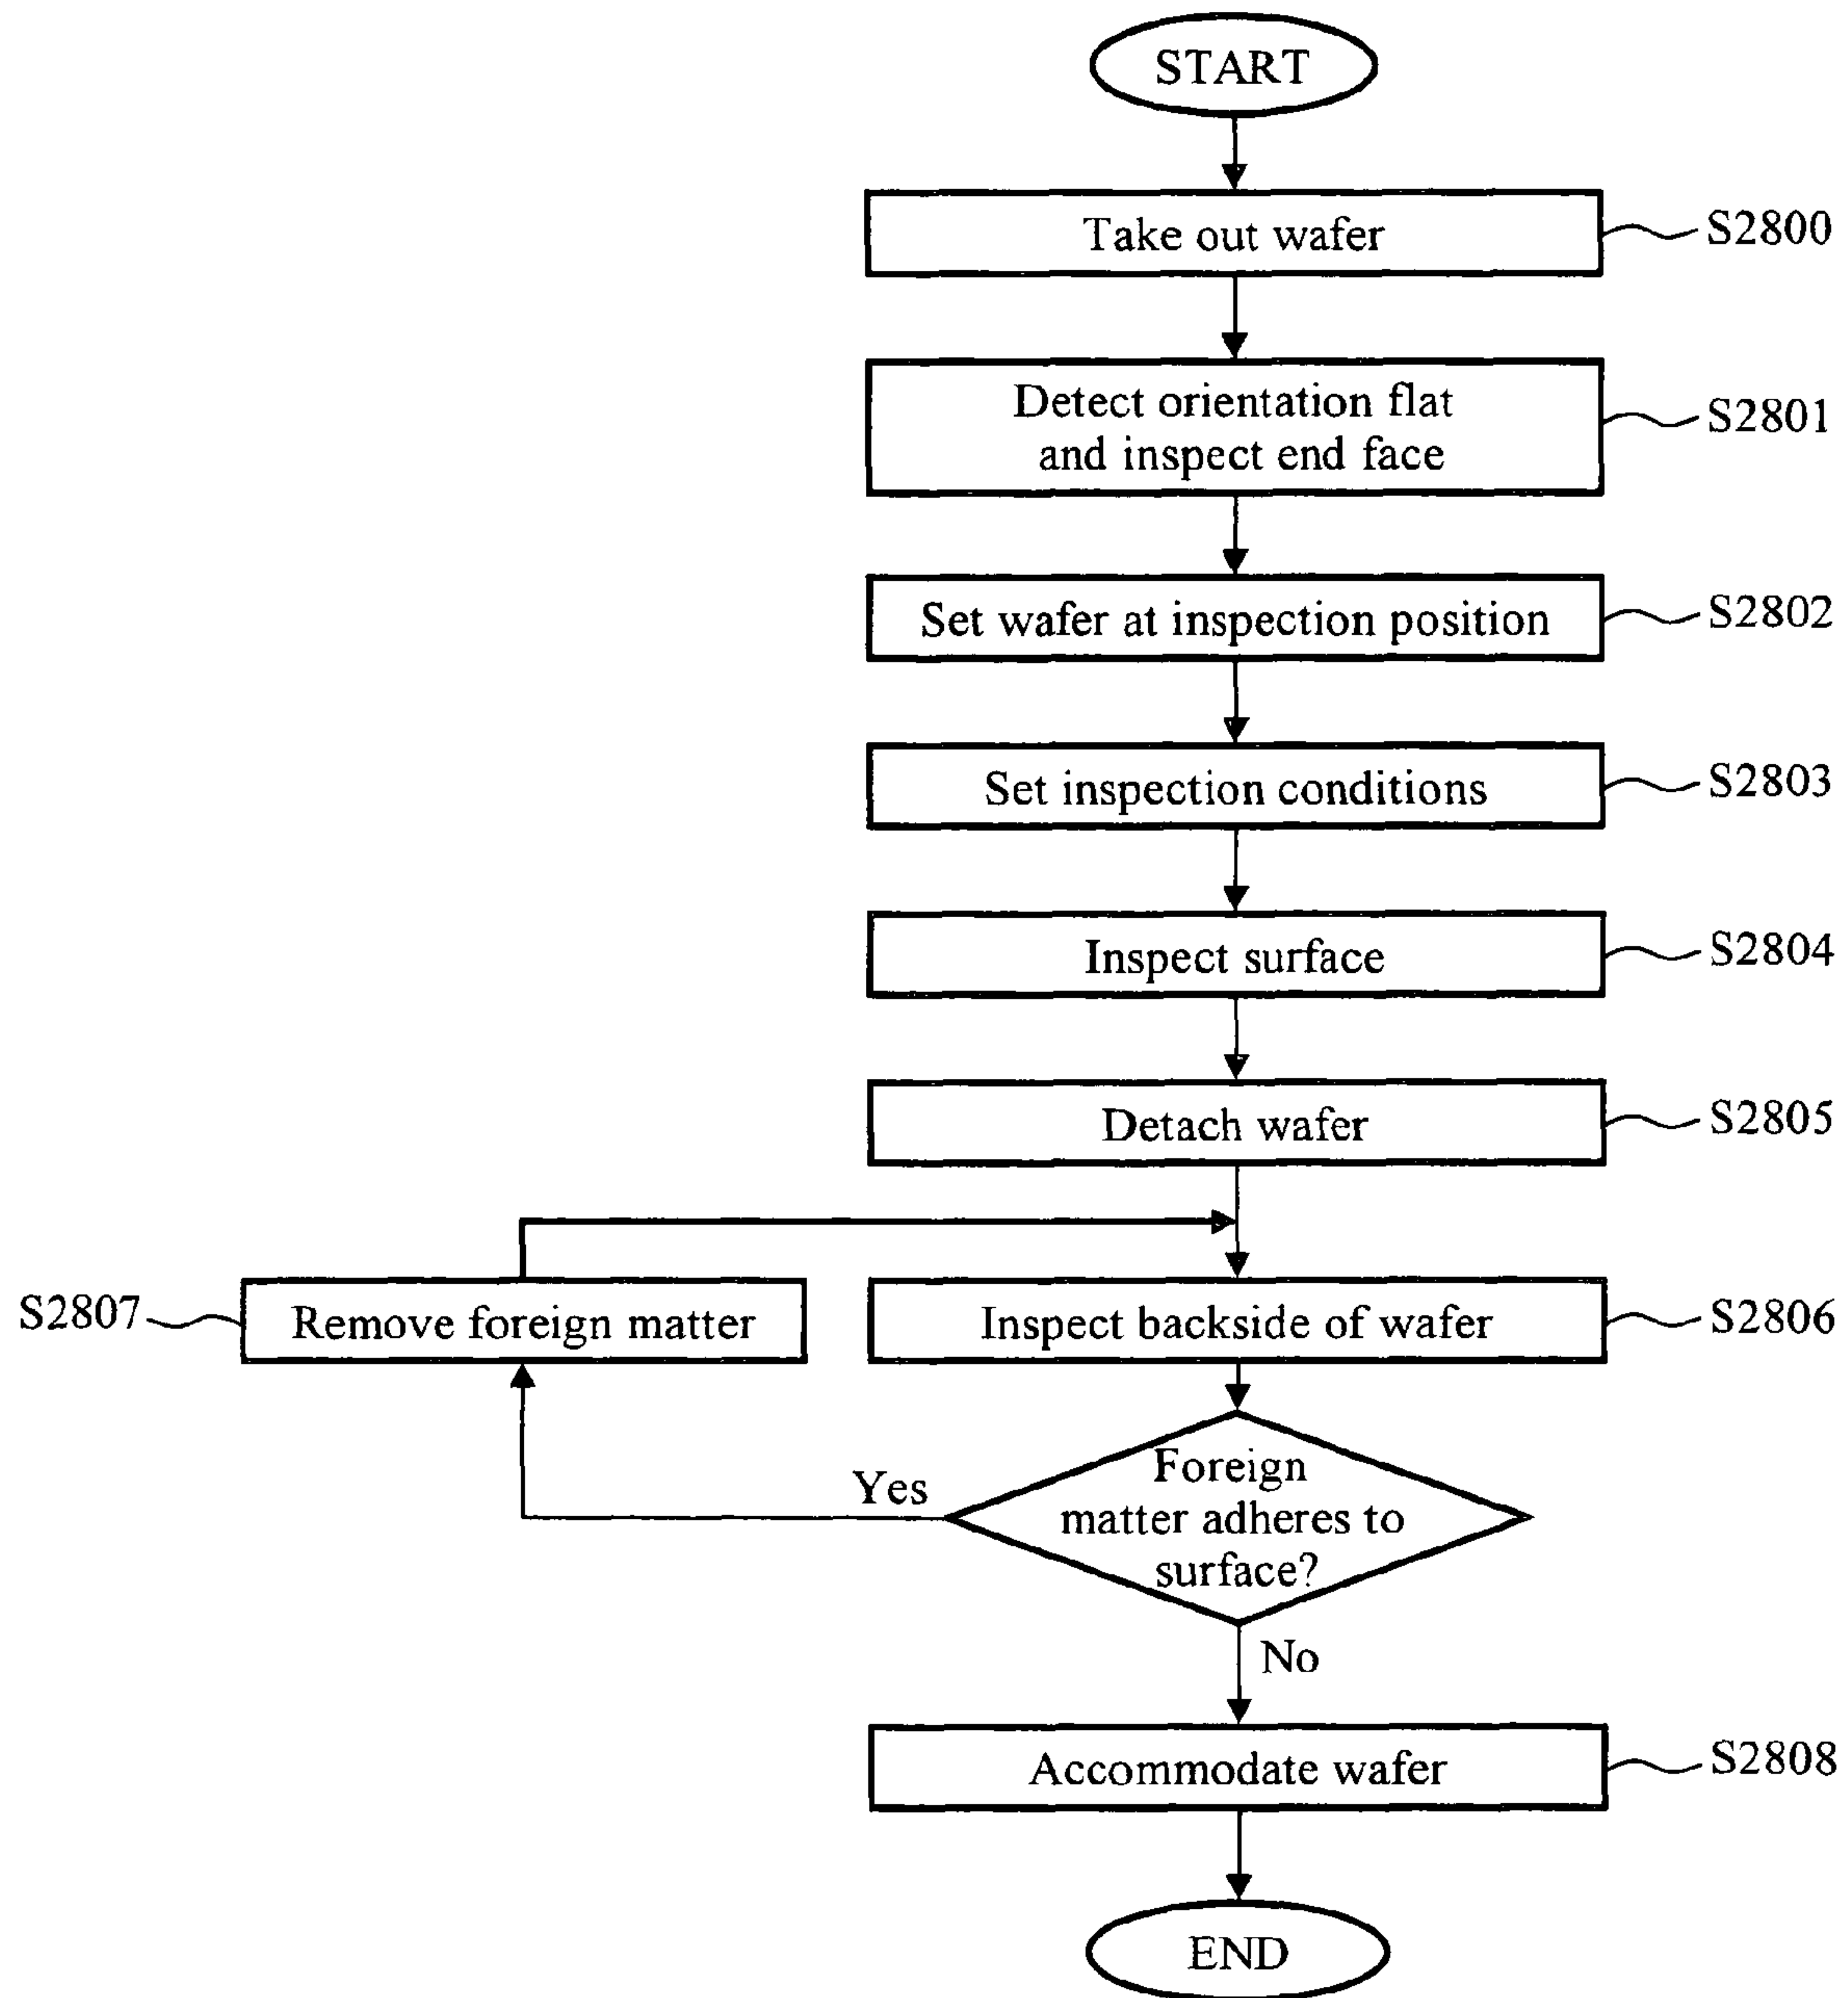 START
Take out wafer
S2800
Detect orientation flat
and inspect end face
S2801
Set wafer at inspection position
S2802
Set inspection conditions
S2803
Inspect surface
S2804
Detach wafer
S2805
S2807
Remove foreign matter
Inspect backside of wafer
S2806
Yes
Foreign
matter adheres to
surface?
No
Accommodate wafer
S2808
END